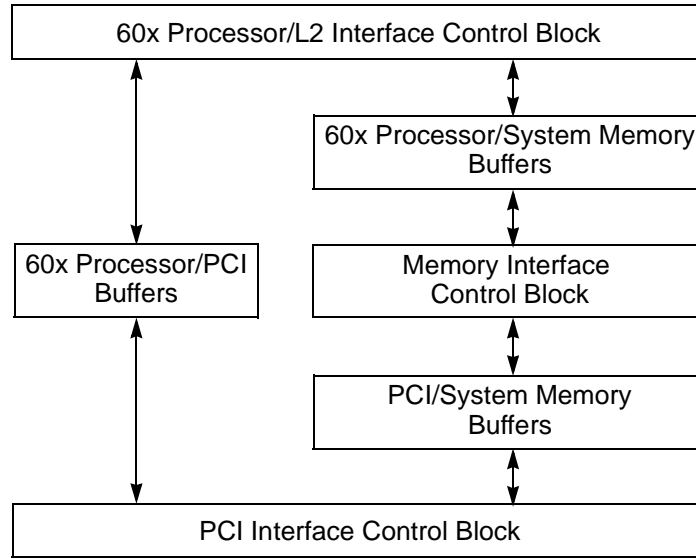 60x Processor/L2 Interface Control Block
60x Processor/System Memory
Buffers
60x Processor/PCI
Buffers
Memory Interface
Control Block
PCI/System Memory
Buffers
PCI Interface Control Block